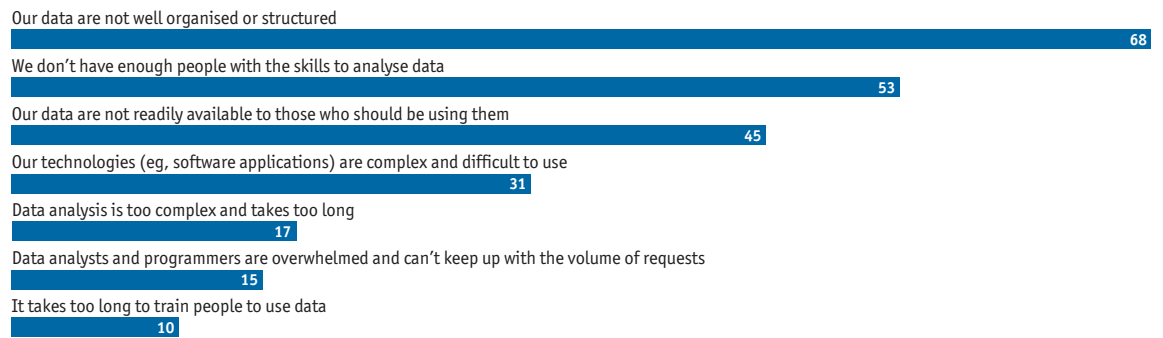 Our data are not well organised or structured
68
We don't have enough people with the skills to analyse data
53
Our data are not readily available to those who should be using them
45
Our technologies (eg, software applications) are complex and difficult to use
31
Data analysis is too complex and takes too long
17
Data analysts and programmers are overwhelmed and can't keep up with the volume of requests
15
It takes too long to train people to use data
10